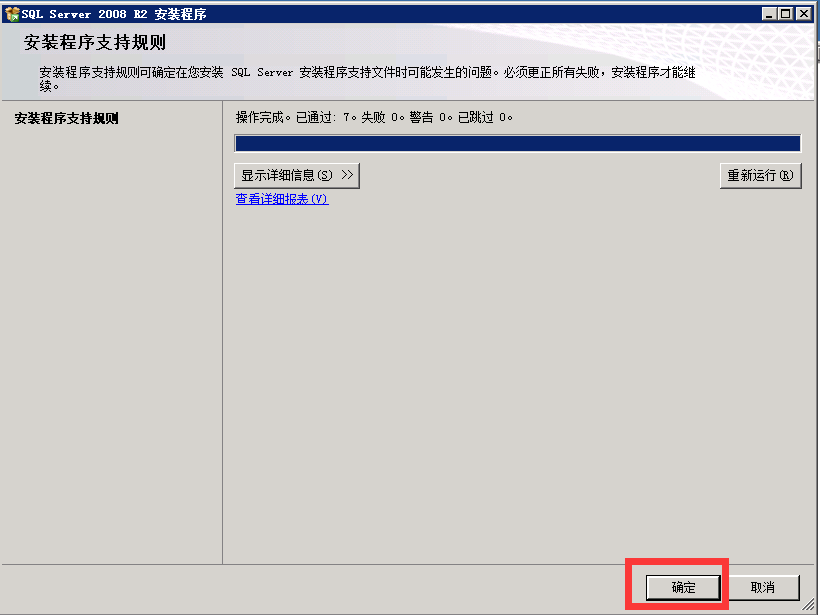 SQL Server 2008 R2 安装程序
安装程序支持规则
安装程序支持规则可确定在您安装 SQL Server 安装程序支持文件时可能发生的问题。必须更正所有失败，安装程序才能继
续。
安装程序支持规则
操作完成。已通过: 7。失败 0。警告 0。已跳过 0。
显示详细信息(S) >>
重新运行(R)
查看详细报表(V)
确定
取消